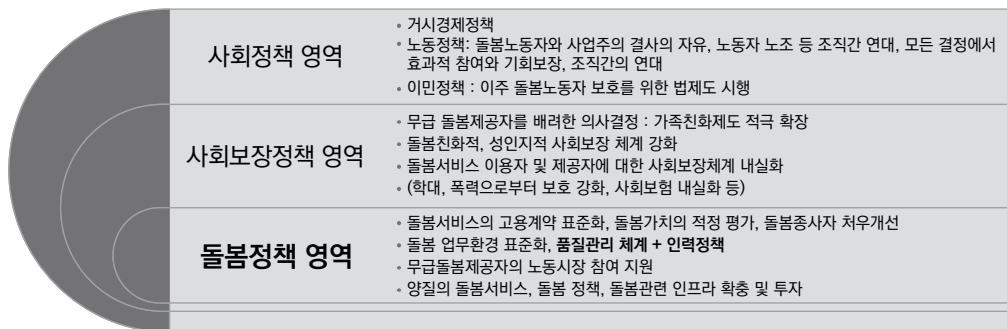 사회정책 영역
• 거시경제정책
• 노동정책: 돌봄노동자와 사업주의 결사의 자유, 노동자 노조 등 조직간 연대, 모든 결정에서
효과적 참여와 기회보장, 조직간의 연대
• 이민정책 : 이주 돌봄노동자 보호를 위한 법제도 시행
사회보장정책 영역
• 무급 돌봄제공자를 배려한 의사결정 : 가족친화제도 적극 확장
• 돌봄친화적, 성인지적 사회보장 체계 강화
• 돌봄서비스 이용자 및 제공자에 대한 사회보장체계 내실화
• (학대, 폭력으로부터 보호 강화, 사회보험 내실화 등)
돌봄정책 영역
• 돌봄서비스의 고용계약 표준화, 돌봄가치의 적정 평가, 돌봄종사자 처우개선
• 돌봄 업무환경 표준화, 품질관리 체계 + 인력정책
• 무급돌봄제공자의 노동시장 참여 지원
• 양질의 돌봄서비스, 돌봄 정책, 돌봄관련 인프라 확충 및 투자